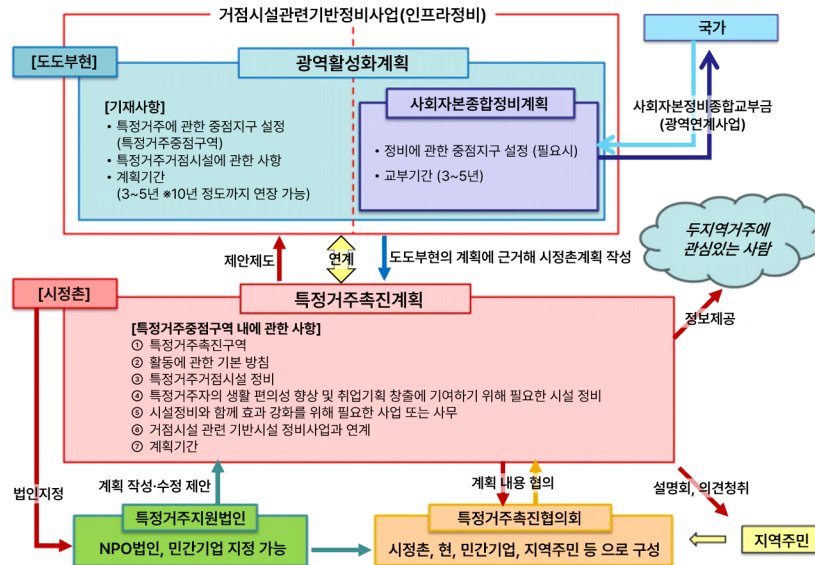 거점시설관련기반정비사업(인프라정비)
국가
[도도부현]
광역활성화계획
[기재사항]
• 특정거주에 관한 중점지구 설정
(특정거주중점구역)
• 특정거주거점시설에 관한 사항
• 계획기간
(3~5년 ※10년 정도까지 연장 가능)
사회자본종합정비계획
• 정비에 관한 중점지구 설정 (필요시)
• 교부기간 (3~5년)
사회자본정비종합교부금
(광역연계사업)
두지역거주에
관심있는 사람
제안제도
연계
도도부현의 계획에 근거해 시정촌계획 작성
[시정촌]
특정거주촉진계획
정보제공
[특정거주중점구역 내에 관한 사항]
① 특정거주촉진구역
② 활동에 관한 기본 방침
③ 특정거주거점시설 정비
④ 특정거주자의 생활 편의성 향상 및 취업기획 창출에 기여하기 위해 필요한 시설 정비
⑤ 시설정비와 함께 효과 강화를 위해 필요한 사업 또는 사무
⑥ 거점시설 관련 기반시설 정비사업과 연계
⑦ 계획기간
법인지정
계획 작성·수정 제안
계획 내용 협의
설명회, 의견청취
특정거주지원법인
NPO법인, 민간기업 지정 가능
특정거주촉진협의회
시정촌, 현, 민간기업, 지역주민 등 으로 구성
지역주민